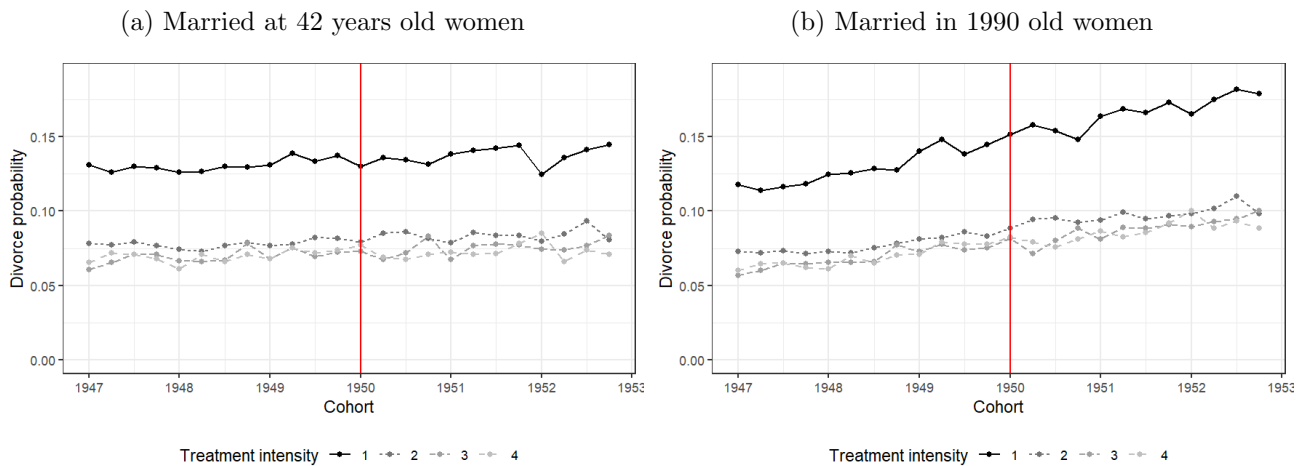 (a) Married at 42 years old women
0.15
0.10
0.05
0.00
Divorce probability
1947 1948 1949 1950 1951 1952 1953
Cohort
Treatment intensity 1 2 3 4
(b) Married in 1990 old women
0.15
0.10
0.05
0.00
Divorce probability
1947 1948 1949 1950 1951 1952 1953
Cohort
Treatment intensity 1 2 3 4